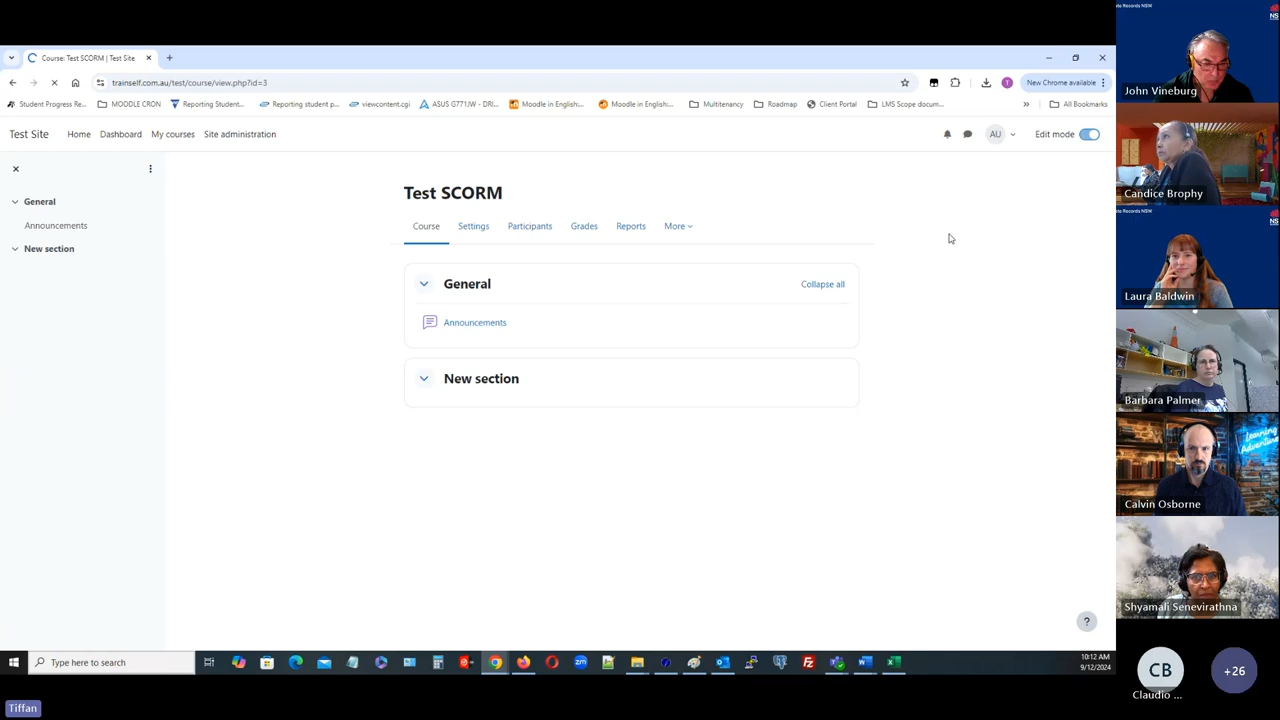 Course: Test SCORM | Test Site
trainself.com.au/test/course/view.php?id=3
New Chrome available
Student Progress Re...
MOODLE CRON
Reporting Student...
Reporting student p...
viewcontent.cgi
ASUS G771JW - DRI...
Moodle in English:...
Moodle in English:...
Multitenancy
Roadmap
Client Portal
LMS Scope docum...
All Bookmarks
Test Site
Home
Dashboard
My courses
Site administration
AU
Edit mode
General
Announcements
New section
Test SCORM
Course
Settings
Participants
Grades
Reports
More
General
Collapse all
Announcements
New section
?
Type here to search
10:12 AM
9/12/2024
Tiffan
John Vineburg
Candice Brophy
Laura Baldwin
Barbara Palmer
Learning
Adventure
Calvin Osborne
Shyamali Senevirathna
CB
Claudio ...
+26